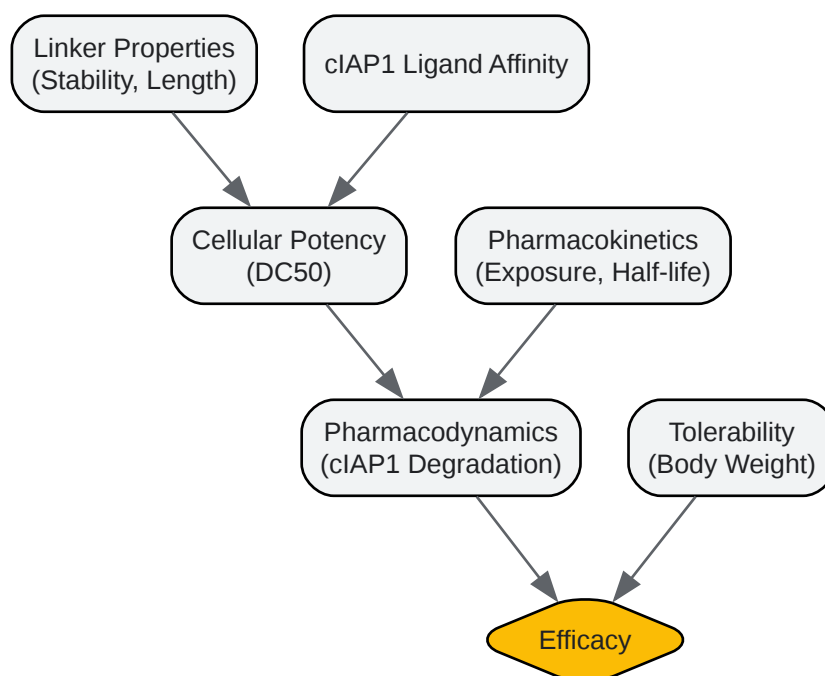 Linker Properties
(Stability, Length)
cIAP1 Ligand Affinity
Cellular Potency
(DC50)
Pharmacokinetics
(Exposure, Half-life)
Pharmacodynamics
(cIAP1 Degradation)
Tolerability
(Body Weight)
Efficacy